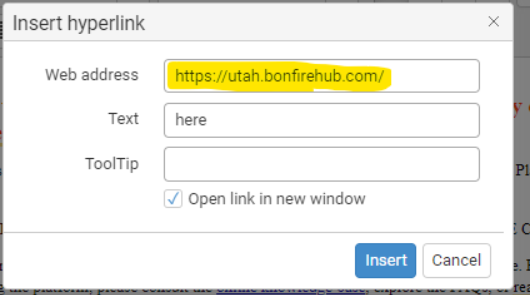 Insert hyperlink
Web address
https://utah.bonfirehub.com/
Text
here
ToolTip
Open link in new window
Insert
Cancel